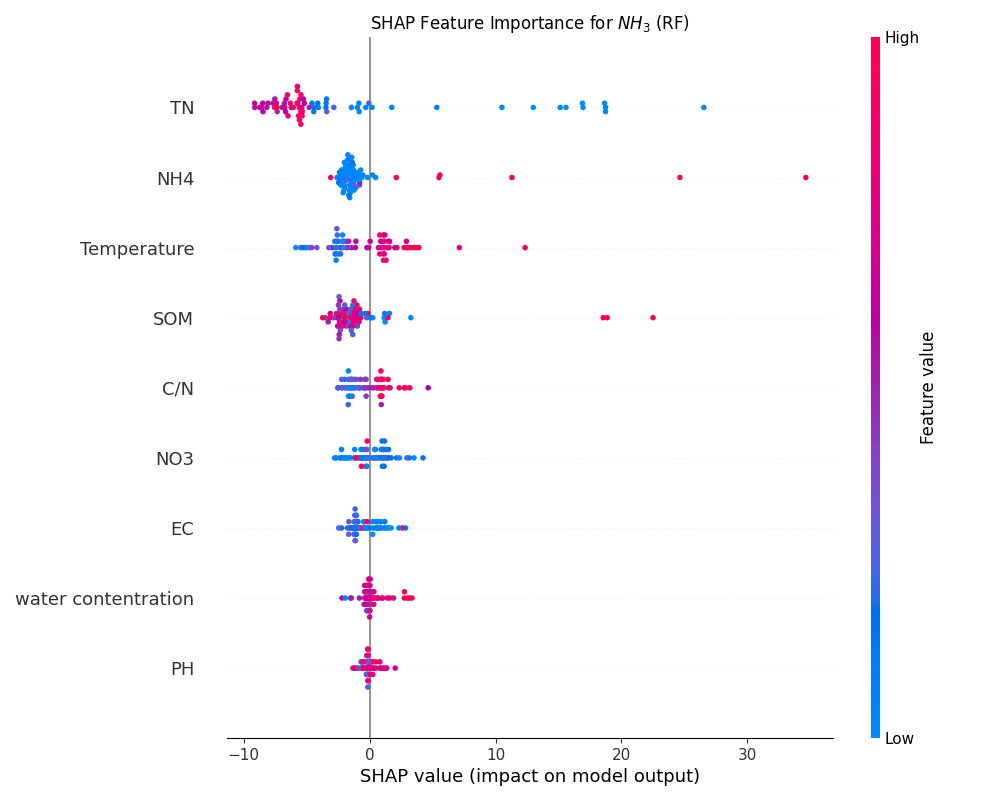 SHAP Feature Importance for NH₃ (RF)
High
TN
NH4
Temperature
SOM
C/N
NO3
EC
water contentration
PH
Feature value
Low
−10 0 10 20 30
SHAP value (impact on model output)